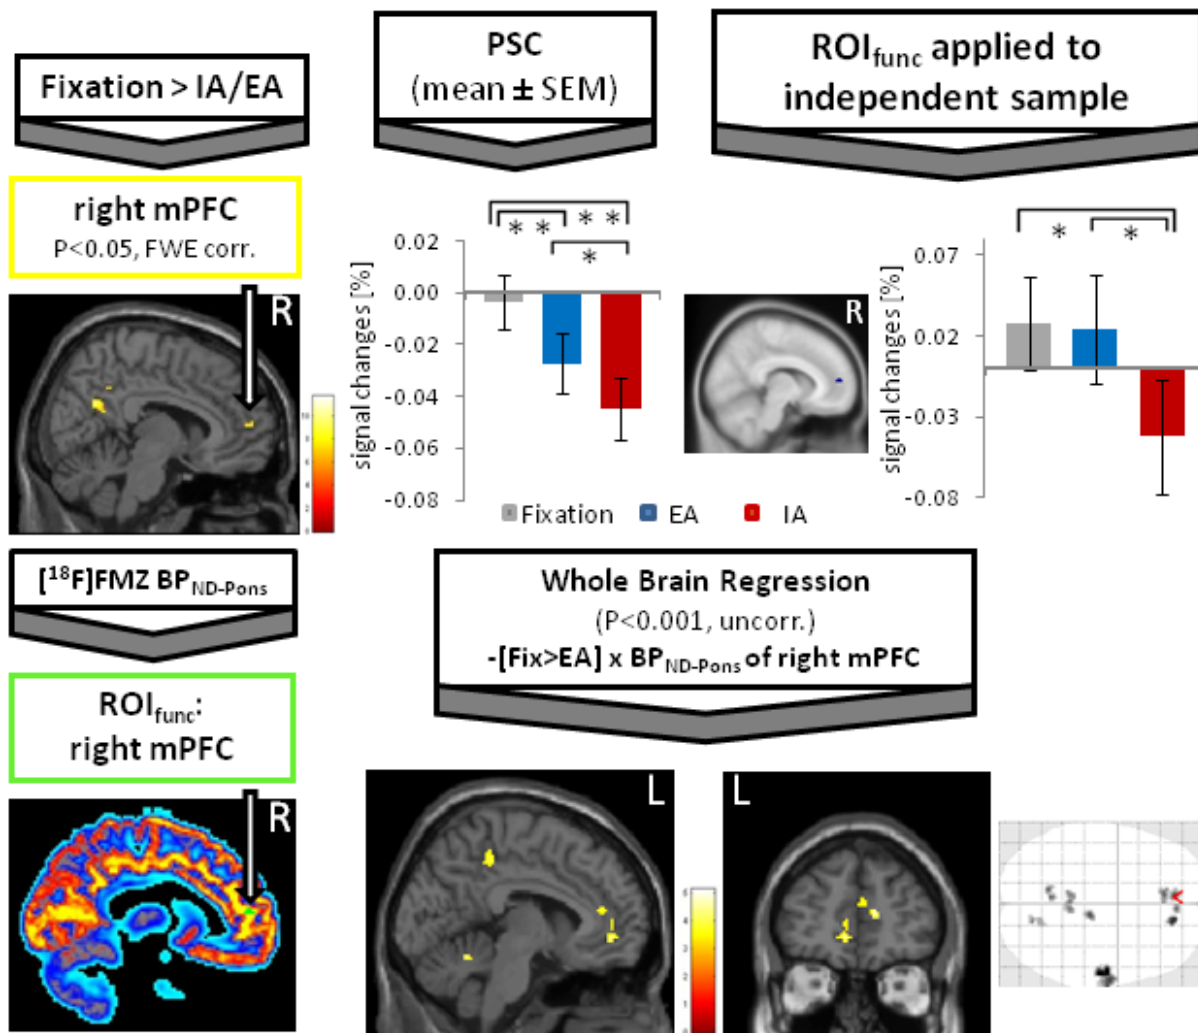 Fixation > IA/EA
right mPFC
P<0.05, FWE corr.
R
PSC
(mean ± SEM)
* *
* *
*
signal changes [%]
0.02
0.00
-0.02
-0.04
-0.06
-0.08
Fixation
EA
IA
ROIfunc applied to
independent sample
R
*
*
signal changes [%]
0.07
0.02
-0.03
-0.08
[18F]FMZ BPND-Pons
ROIfunc:
right mPFC
R
Whole Brain Regression
(P<0.001, uncorr.)
-[Fix>EA] x BPND-Pons of right mPFC
L
L